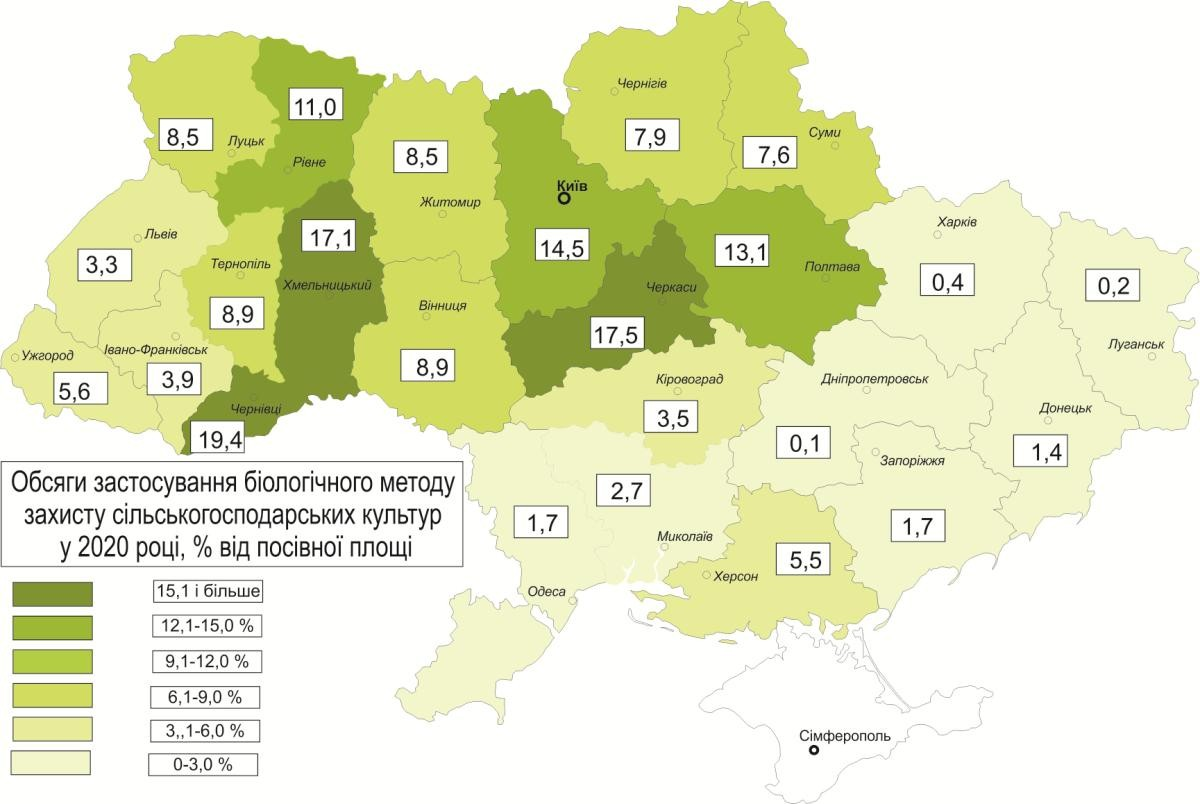 Чернігів
11,0
8,5
Луцьк
Рівне
8,5
7,9
Суми
7,6
Київ
Житомир
Львів
3,3
17,1
14,5
13,1
Харків
0,4
Тернопіль
8,9
Хмельницький
Вінниця
Черкаси
Полтава
0,2
17,5
Луганськ
Ужгород
5,6
Івано-Франківськ
3,9
8,9
Кіровоград
3,5
Дніпропетровськ
0,1
Донецьк
1,4
Чернівці
19,4
Запоріжжя
1,7
2,7
1,7
Миколаїв
Херсон
5,5
Одеса
Сімферополь
Обсяги застосування біологічного методу
захисту сільськогосподарських культур
у 2020 році, % від посівної площі
15,1 і більше
12,1-15,0 %
9,1-12,0 %
6,1-9,0 %
3,,1-6,0 %
0-3,0 %